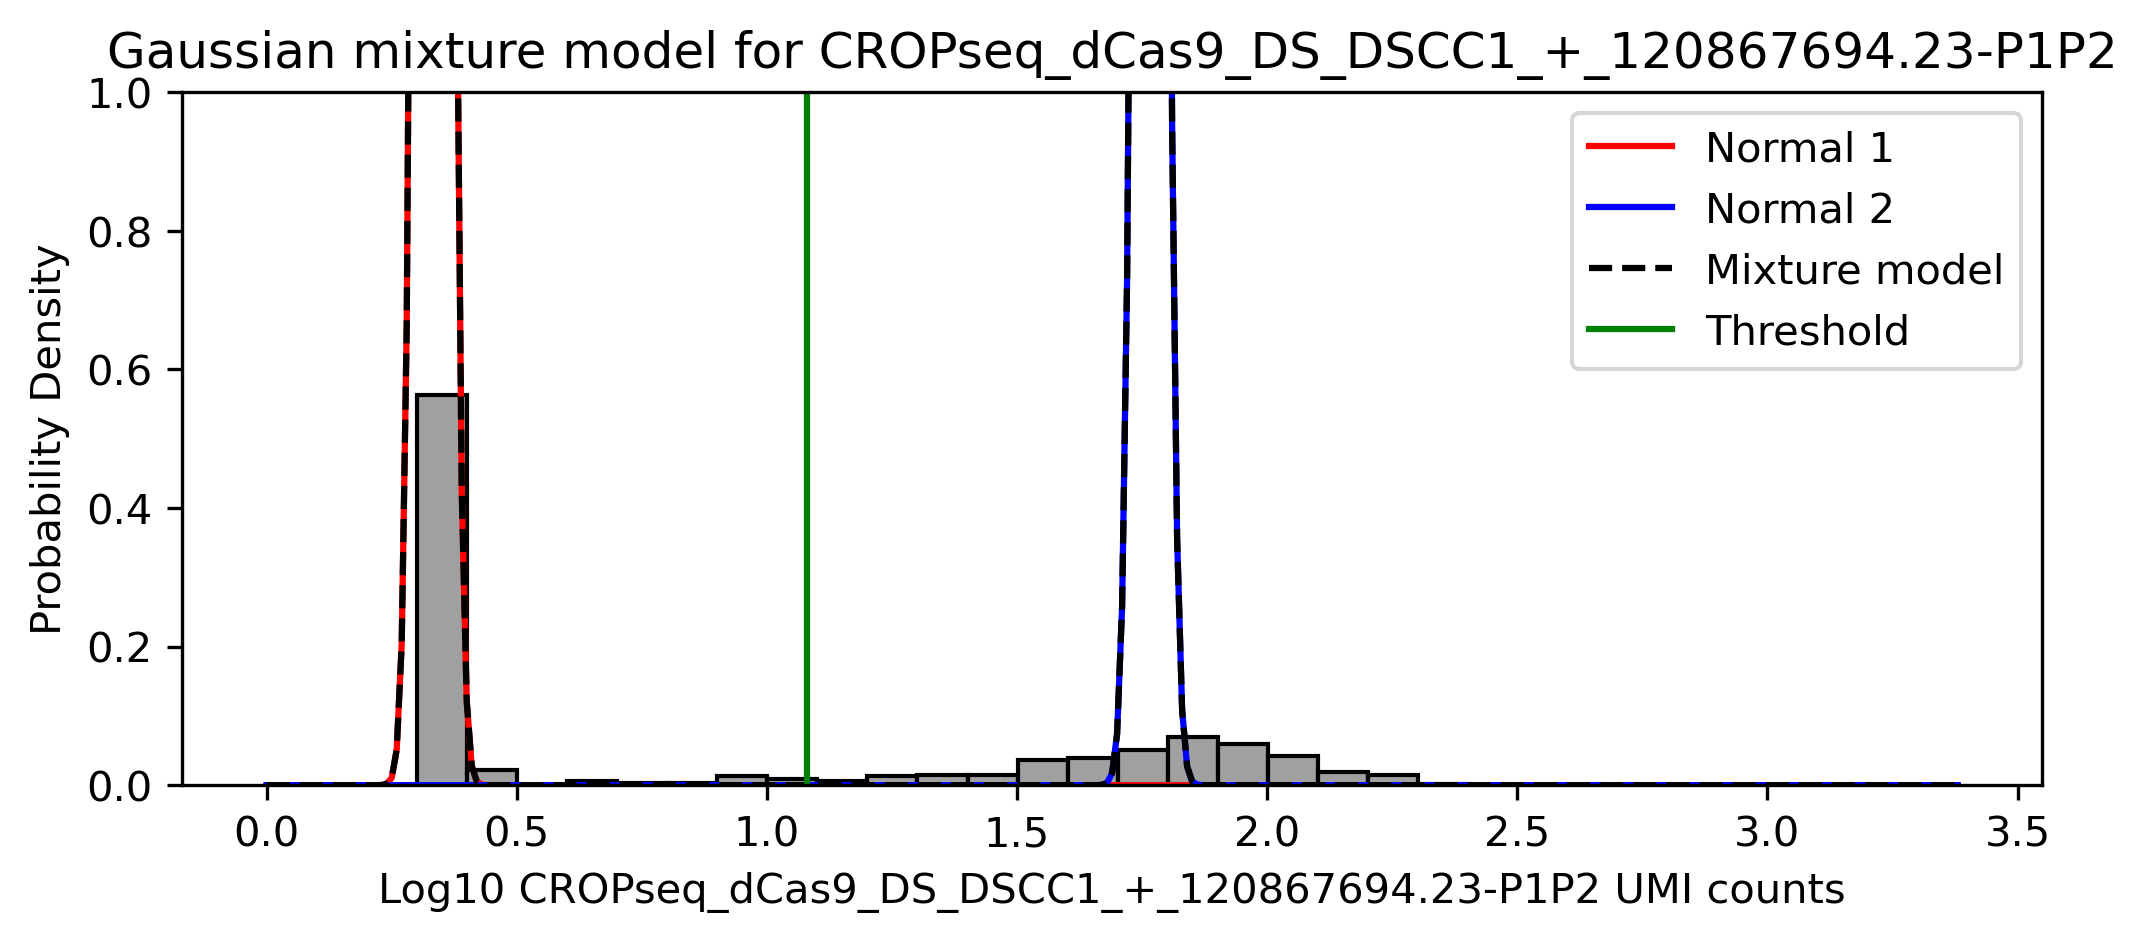 Gaussian mixture model for CROPseq_dCas9_DS_DSCC1_+_120867694.23-P1P2
Probability Density
1.0
0.8
0.6
0.4
0.2
0.0
Normal 1
Normal 2
Mixture model
Threshold
0.0 0.5 1.0 1.5 2.0 2.5 3.0 3.5
Log10 CROPseq_dCas9_DS_DSCC1_+_120867694.23-P1P2 UMI counts